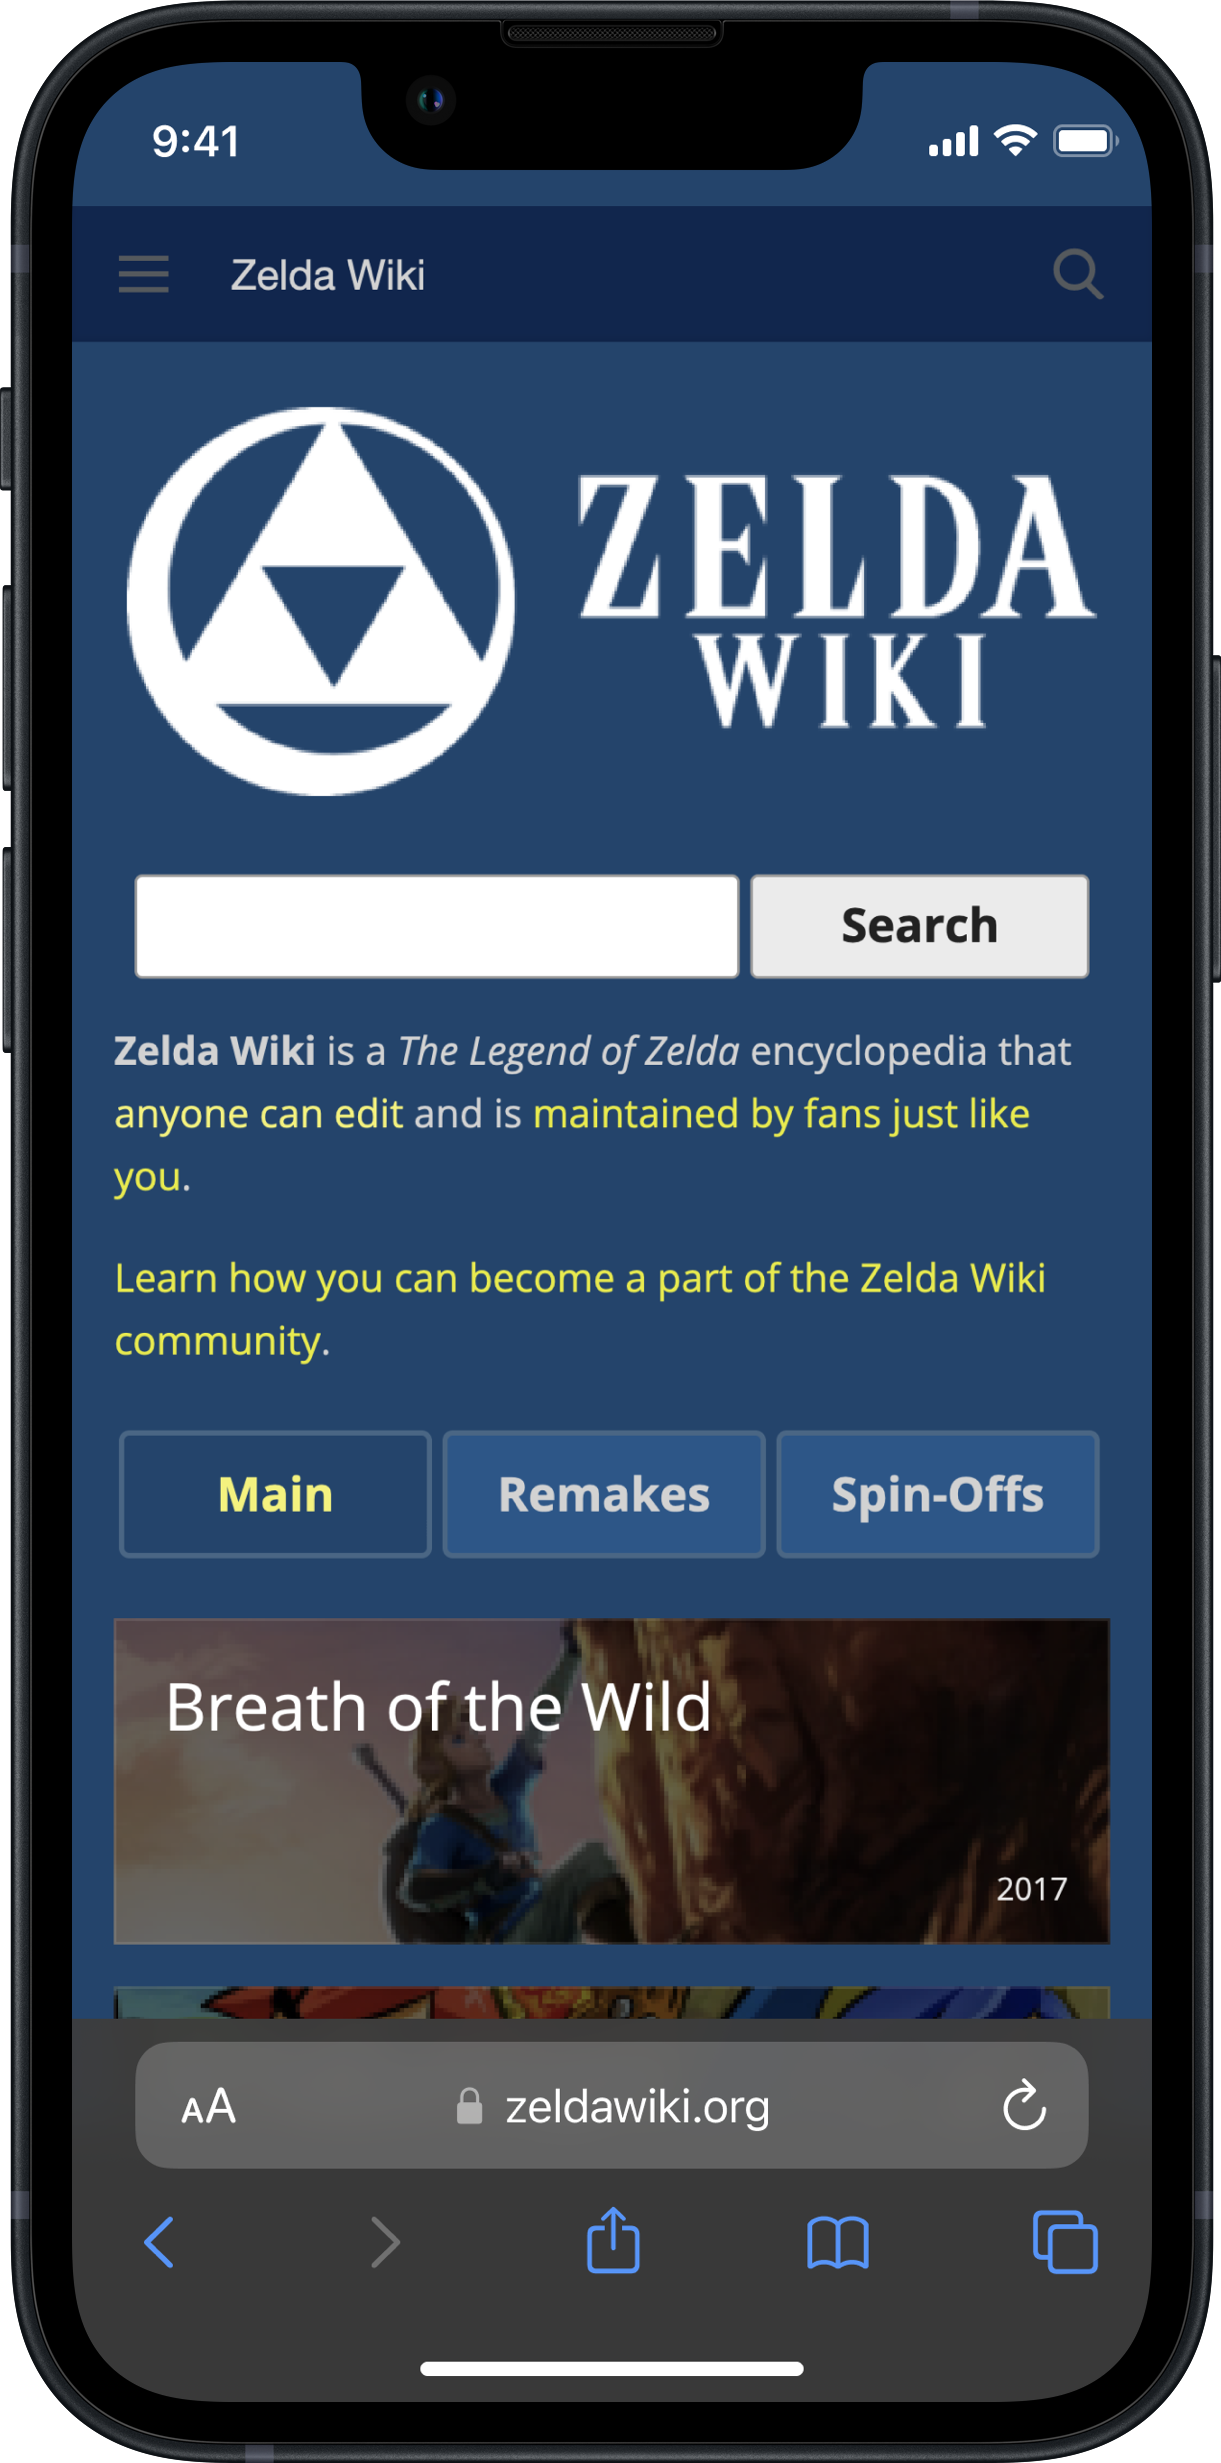 9:41
Zelda Wiki
ZELDA
WIKI
Search
Zelda Wiki is a The Legend of Zelda encyclopedia that
anyone can edit and is maintained by fans just like
you.
Learn how you can become a part of the Zelda Wiki
community.
Main Remakes Spin-Offs
Breath of the Wild
2017
AA zeldawiki.org